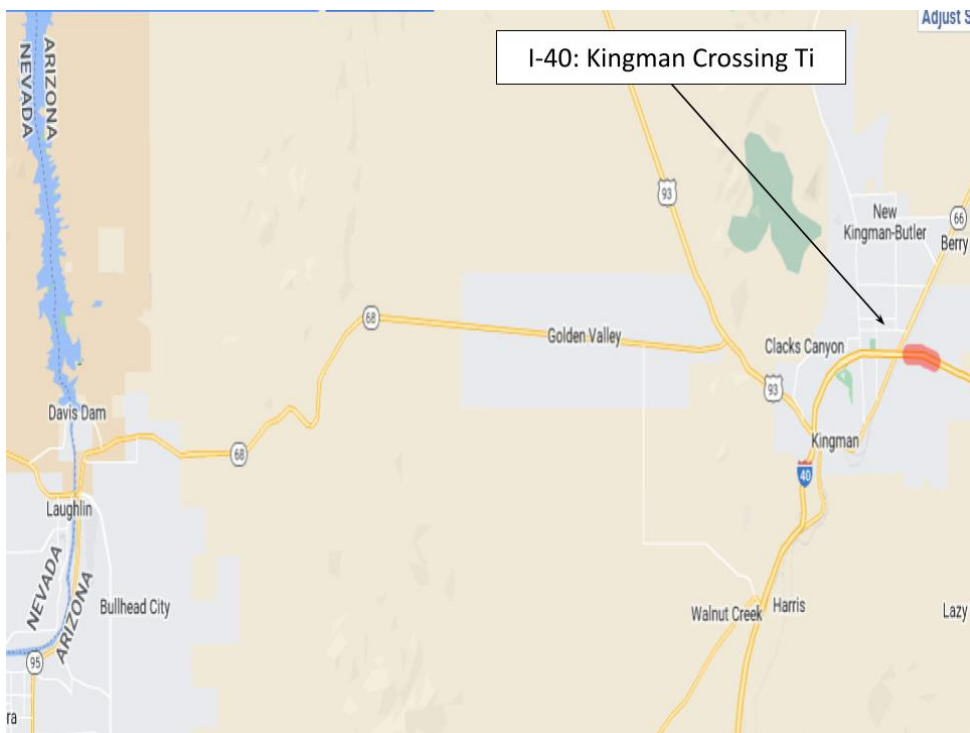 Adjust S
ARIZONA
NEVADA
I-40: Kingman Crossing Ti
93
New
Kingman-Butler
66
Berry
68
Golden Valley
Clacks Canyon
93
Davis Dam
68
Kingman
40
Laughlin
NEVADA
ARIZONA
Bullhead City
Walnut Creek
Harris
Lazy
95
ra